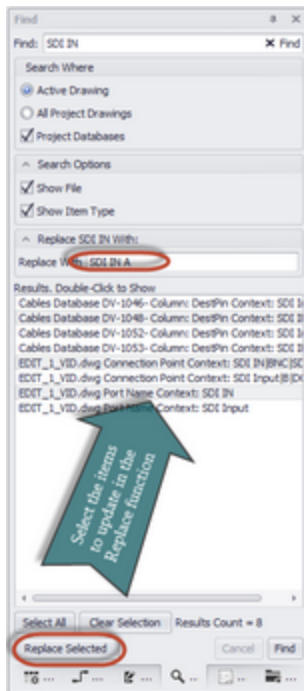 Find
Find: SDI IN Find
Search Where
Active Drawing
All Project Drawings
Project Databases
Search Options
Show File
Show Item Type
Replace SDI IN With:
Replace With SDI IN A
Results. Double-Click to Show
Cables Database DV-1046- Column: DestPin Context: SDI I
Cables Database DV-1048- Column: DestPin Context: SDI I
Cables Database DV-1052- Column: DestPin Context: SDI I
Cables Database DV-1053- Column: DestPin Context: SDI I
EDIT_1_VID.dwg Connection Point Context: SDI IN|BNC|SD
EDIT_1_VID.dwg Connection Point Context: SDI Input|B|D
EDIT_1_VID.dwg Port Name Context: SDI IN
EDIT_1_VID.dwg Port Name Context: SDI Input
Select the items
to update in the
Replace function
Select All Clear Selection Results Count = 8
Replace Selected Cancel Find